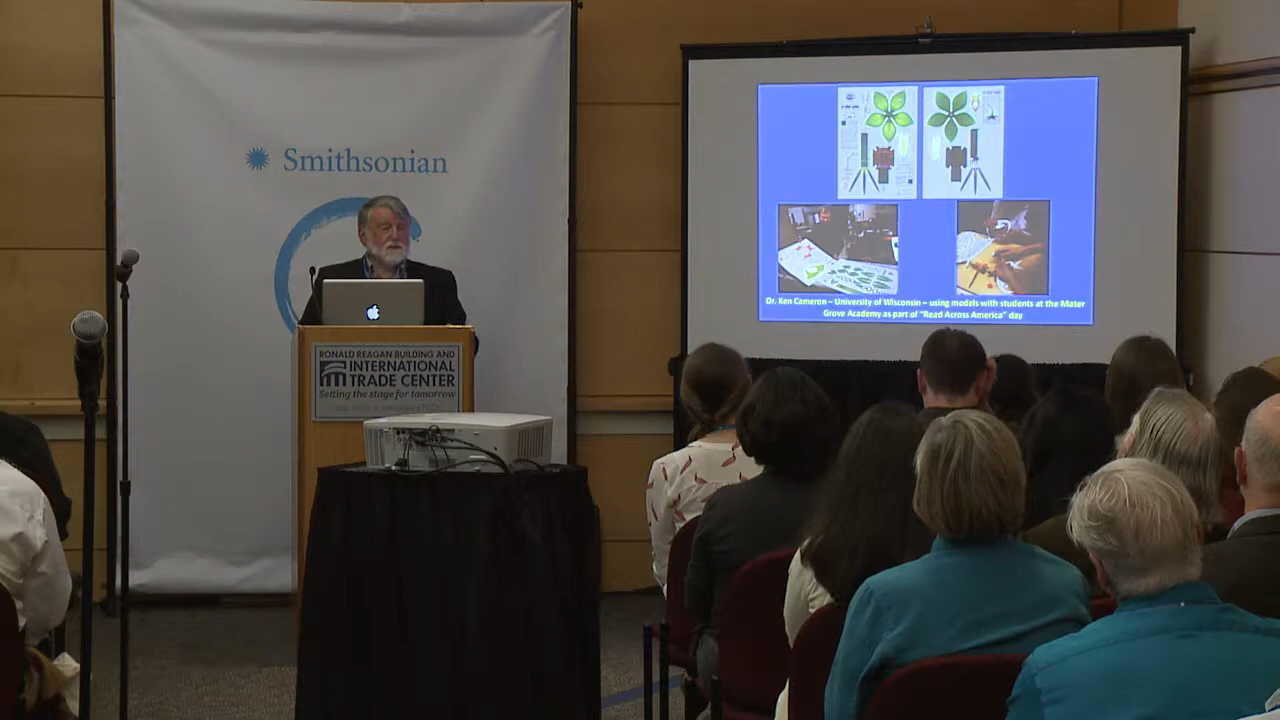 Smithsonian
RONALD REAGAN BUILDING AND
INTERNATIONAL
TRADE CENTER
Setting the stage for tomorrow
Dr. Ken Cameron – University of Wisconsin – using models with students at the Mater
Grove Academy as part of "Read Across America" day